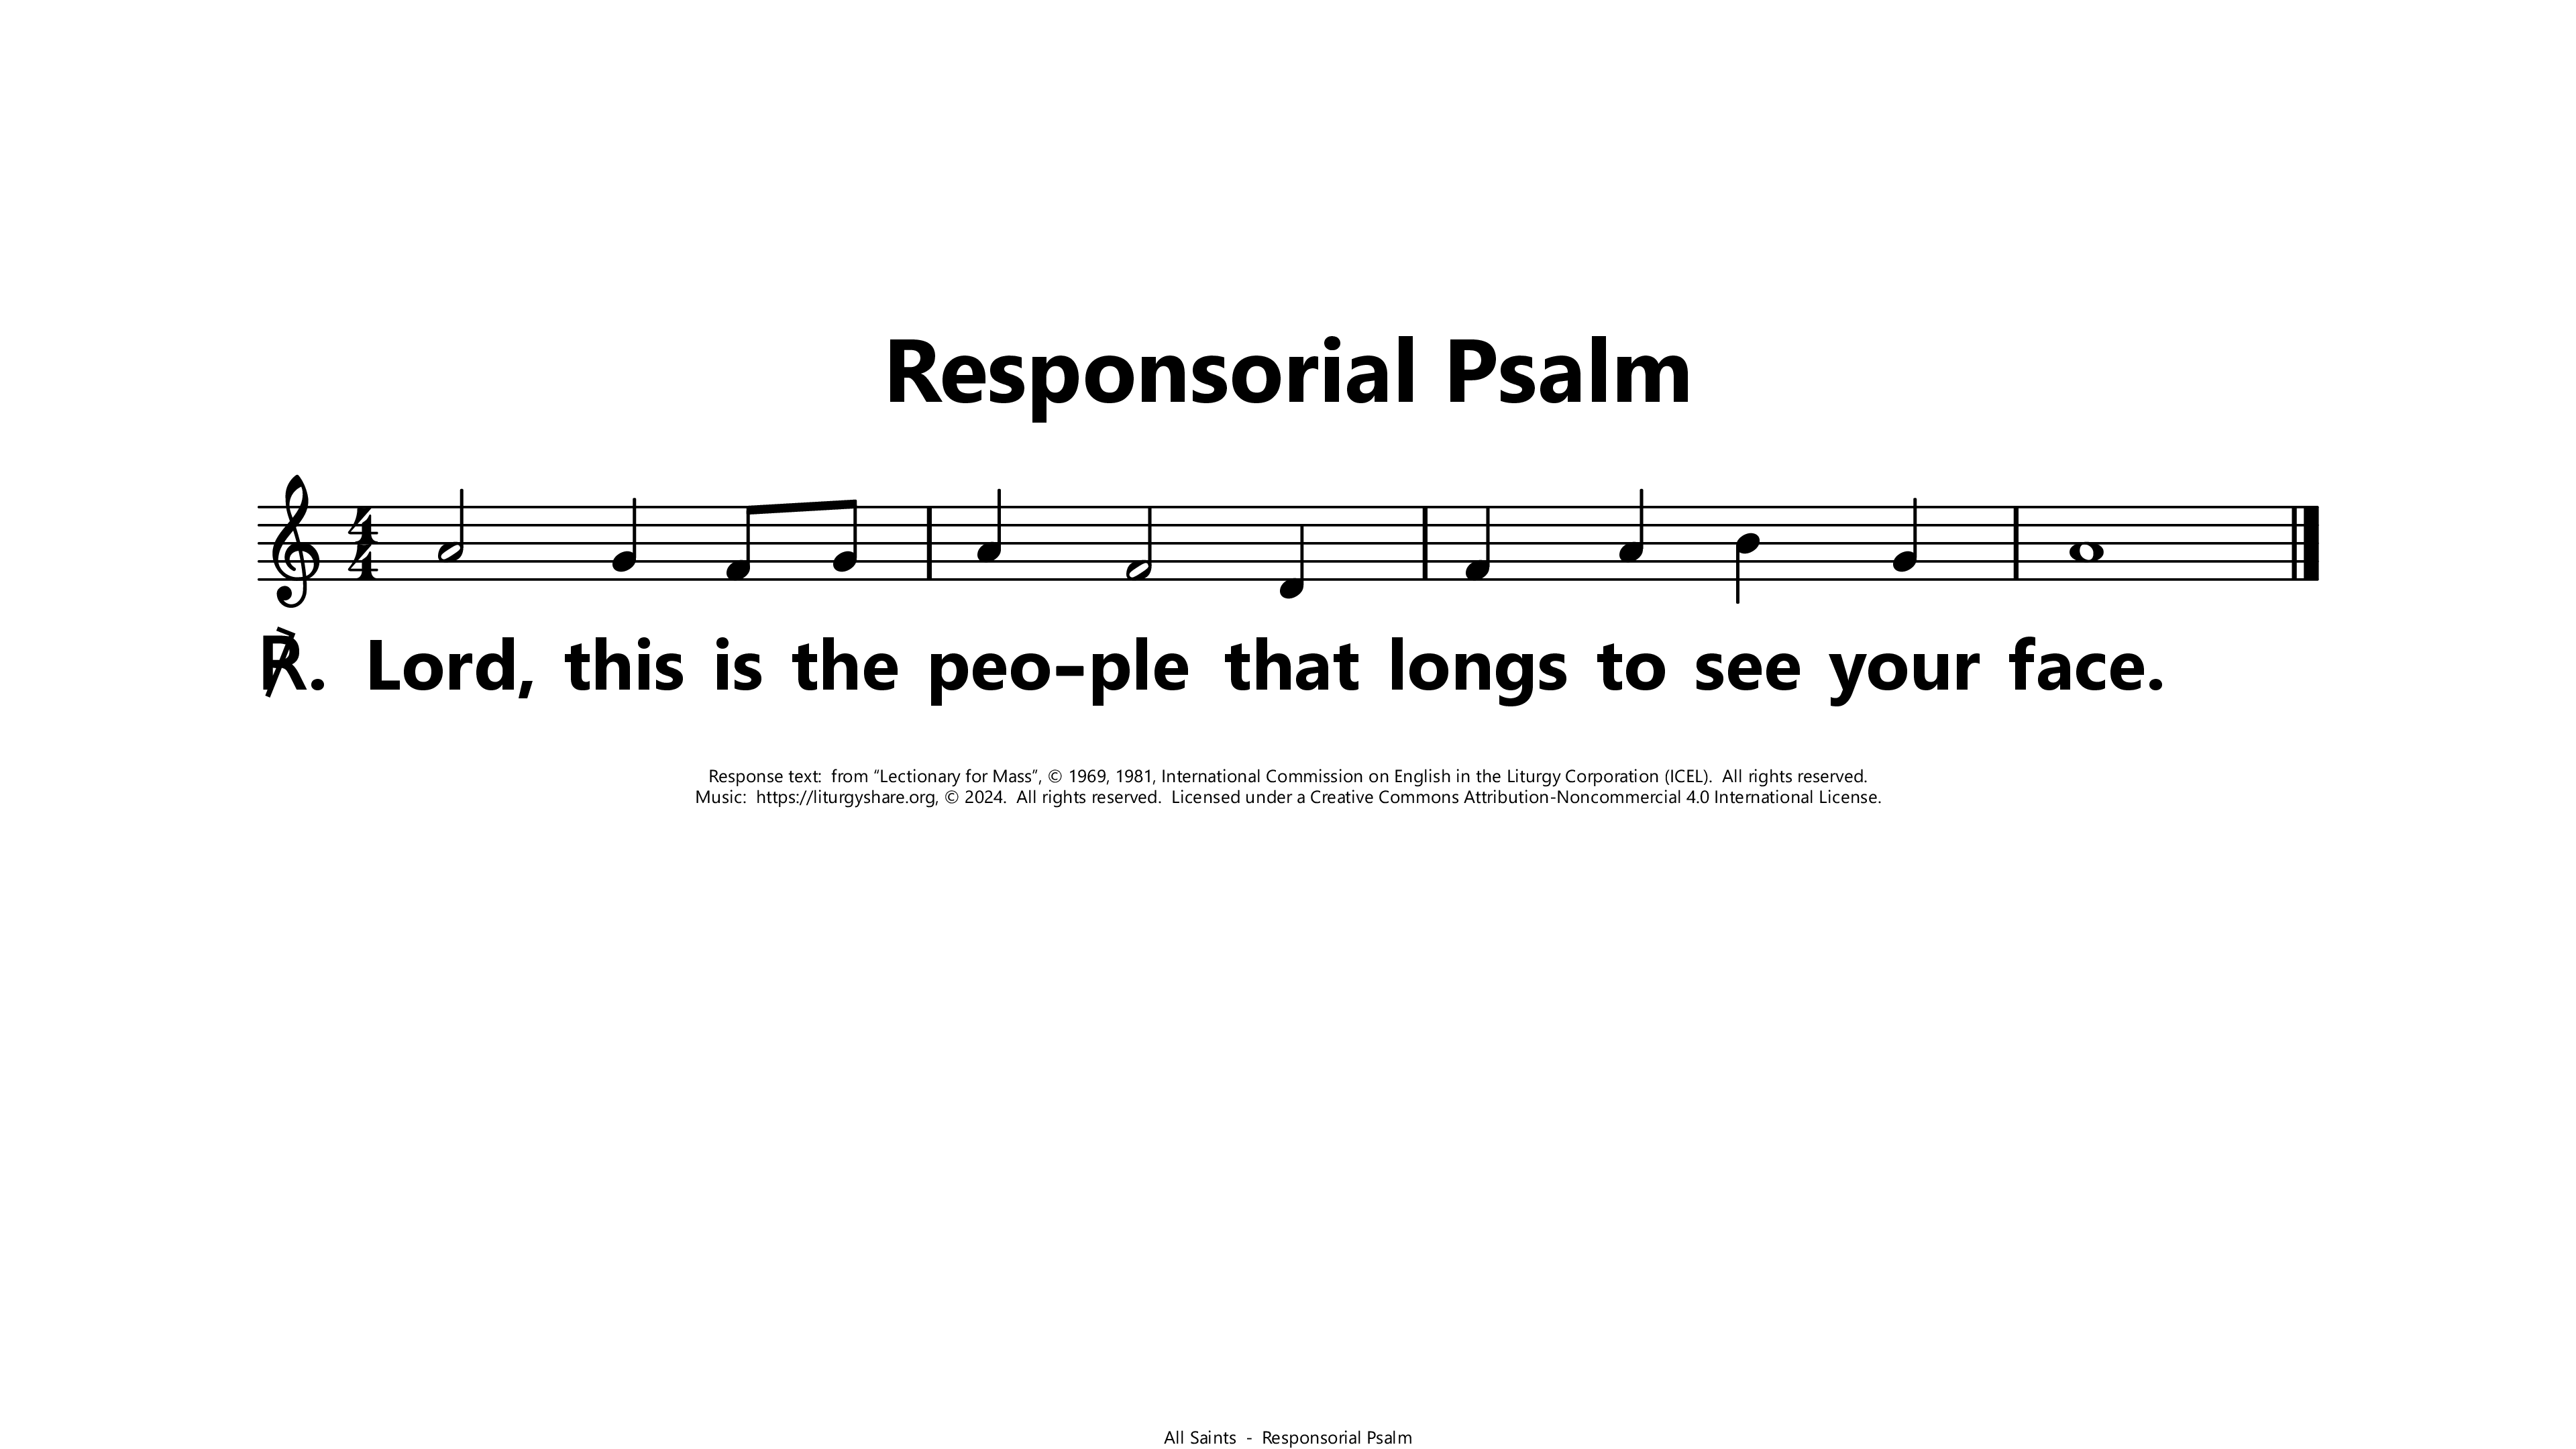 Responsorial Psalm
℟. Lord, this is the peo-ple that longs to see your face.
Response text:  from “Lectionary for Mass”, © 1969, 1981, International Commission on English in the Liturgy Corporation (ICEL).  All rights reserved.
Music:  https://liturgyshare.org, © 2024.  All rights reserved.  Licensed under a Creative Commons Attribution-Noncommercial 4.0 International License.
All Saints  -  Responsorial Psalm